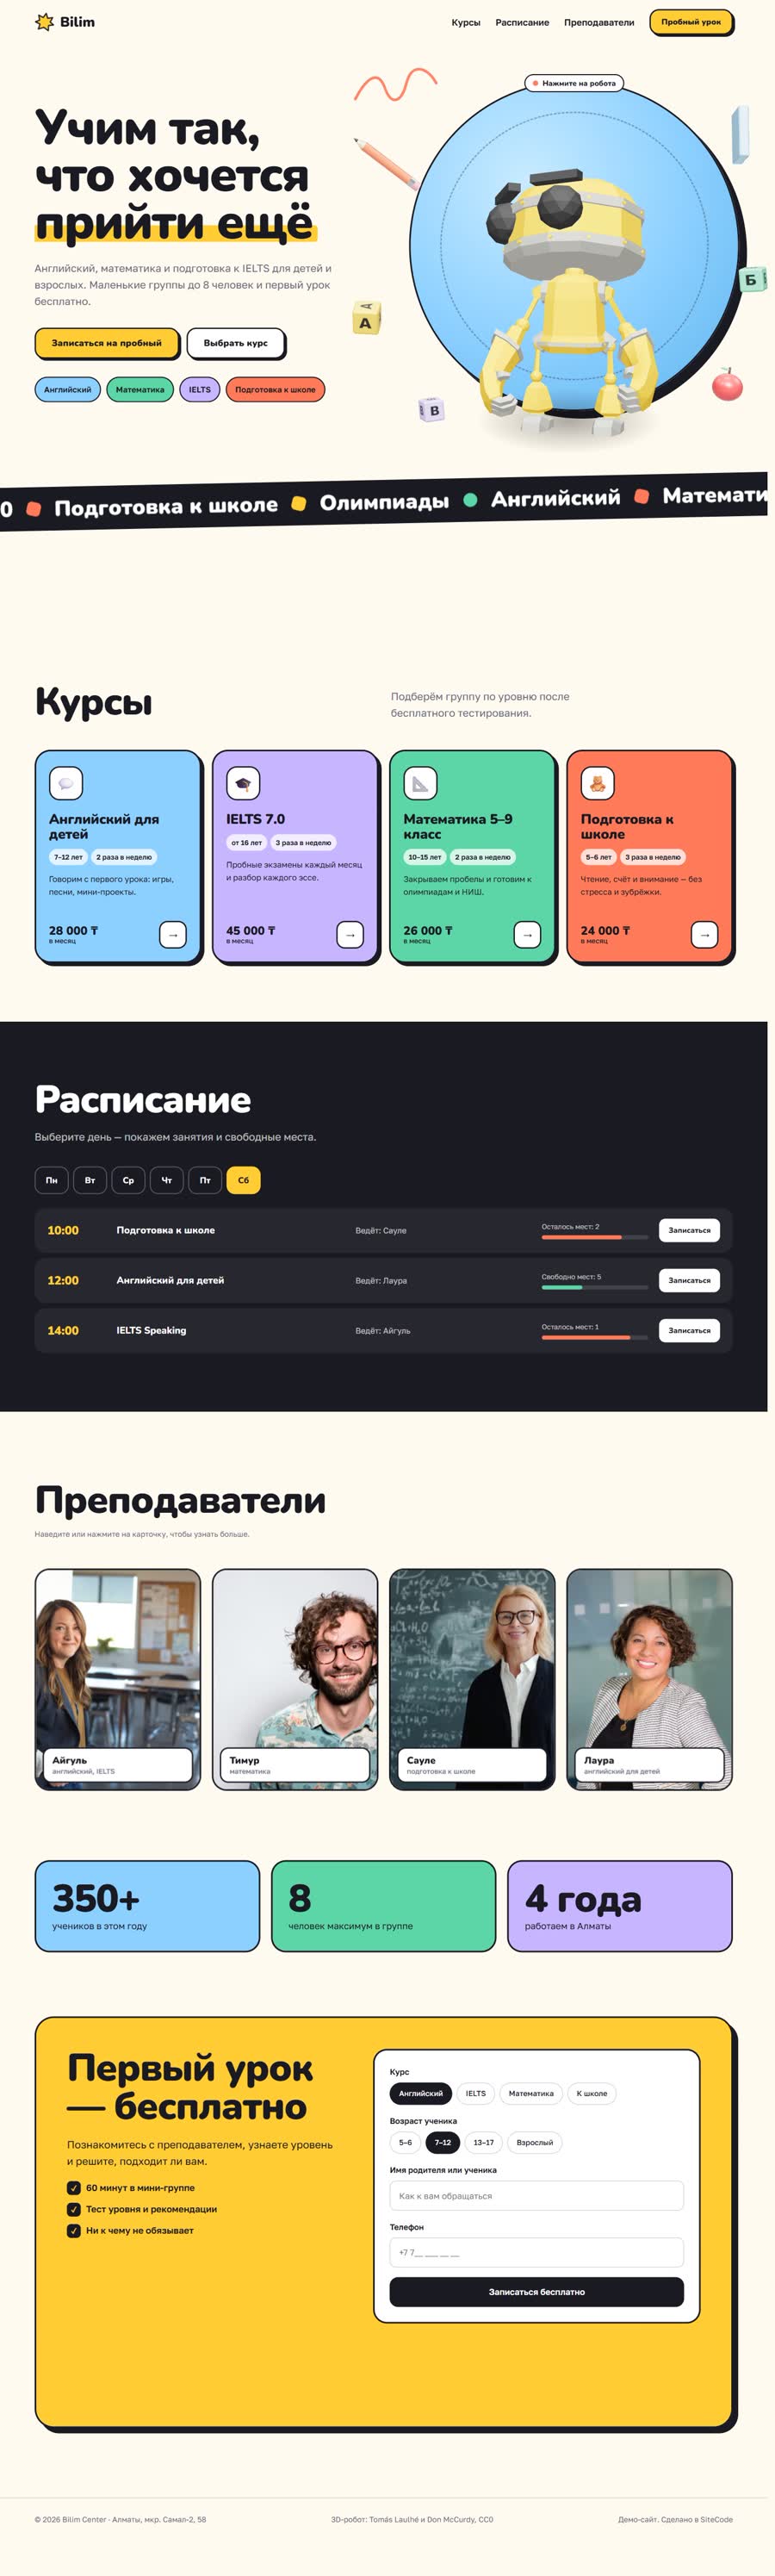 Bilim
Курсы
Расписание
Преподаватели
Пробный урок
Нажмите на робота
Учим так,
что хочется
прийти ещё
Английский, математика и подготовка к IELTS для детей и
взрослых. Маленькие группы до 8 человек и первый урок
бесплатно.
Записаться на пробный
Выбрать курс
Английский
Математика
IELTS
Подготовка к школе
А
А
В
Б
0 Подготовка к школе Олимпиады Английский Математи
Курсы
Подберём группу по уровню после
бесплатного тестирования.
Английский для
детей
7–12 лет
2 раза в неделю
Говорим с первого урока: игры,
песни, мини-проекты.
28 000 ₸
в месяц
→
IELTS 7.0
от 16 лет
3 раза в неделю
Пробные экзамены каждый месяц
и разбор каждого эссе.
45 000 ₸
в месяц
→
Математика 5–9
класс
10–15 лет
2 раза в неделю
Закрываем пробелы и готовим к
олимпиадам и НИШ.
26 000 ₸
в месяц
→
Подготовка к
школе
5–6 лет
3 раза в неделю
Чтение, счёт и внимание — без
стресса и зубрёжки.
24 000 ₸
в месяц
→
Расписание
Выберите день — покажем занятия и свободные места.
Пн
Вт
Ср
Чт
Пт
Сб
10:00
Подготовка к школе
Ведёт: Сауле
Осталось мест: 2
Записаться
12:00
Английский для детей
Ведёт: Лаура
Свободно мест: 5
Записаться
14:00
IELTS Speaking
Ведёт: Айгуль
Осталось мест: 1
Записаться
Преподаватели
Наведите или нажмите на карточку, чтобы узнать больше.
Айгуль
английский, IELTS
Тимур
математика
Сауле
подготовка к школе
Лаура
английский для детей
350+
учеников в этом году
8
человек максимум в группе
4 года
работаем в Алматы
Первый урок
— бесплатно
Познакомитесь с преподавателем, узнаете уровень
и решите, подходит ли вам.
✓ 60 минут в мини-группе
✓ Тест уровня и рекомендации
✓ Ни к чему не обязывает
Курс
Английский
IELTS
Математика
К школе
Возраст ученика
5–6
7–12
13–17
Взрослый
Имя родителя или ученика
Как к вам обращаться
Телефон
+7 7__ ___ __ __
Записаться бесплатно
© 2026 Bilim Center · Алматы, мкр. Самал-2, 58
3D-робот: Tomás Laulhé и Don McCurdy, CC0
Демо-сайт. Сделано в SiteCode